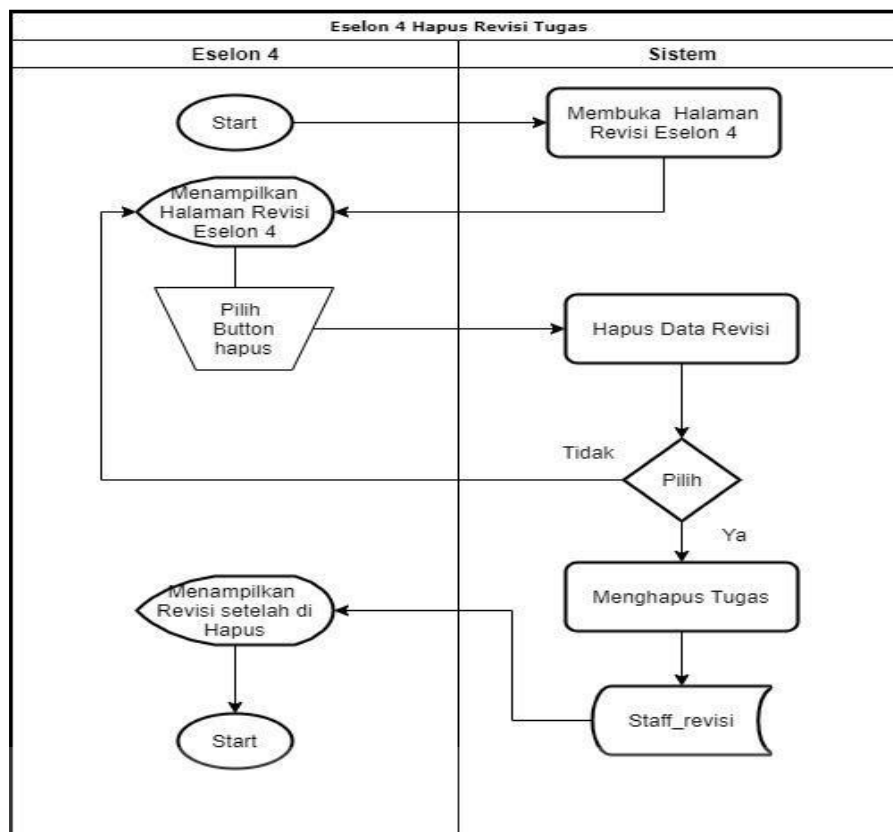 Eselon 4 Hapus Revisi Tugas
Eselon 4
Sistem
Start
Membuka Halaman
Revisi Eselon 4
Menampilkan
Halaman Revisi
Eselon 4
Pilih
Button
hapus
Hapus Data Revisi
Tidak
Pilih
Ya
Menghapus Tugas
Staff_revisi
Menampilkan
Revisi setelah di
Hapus
Start